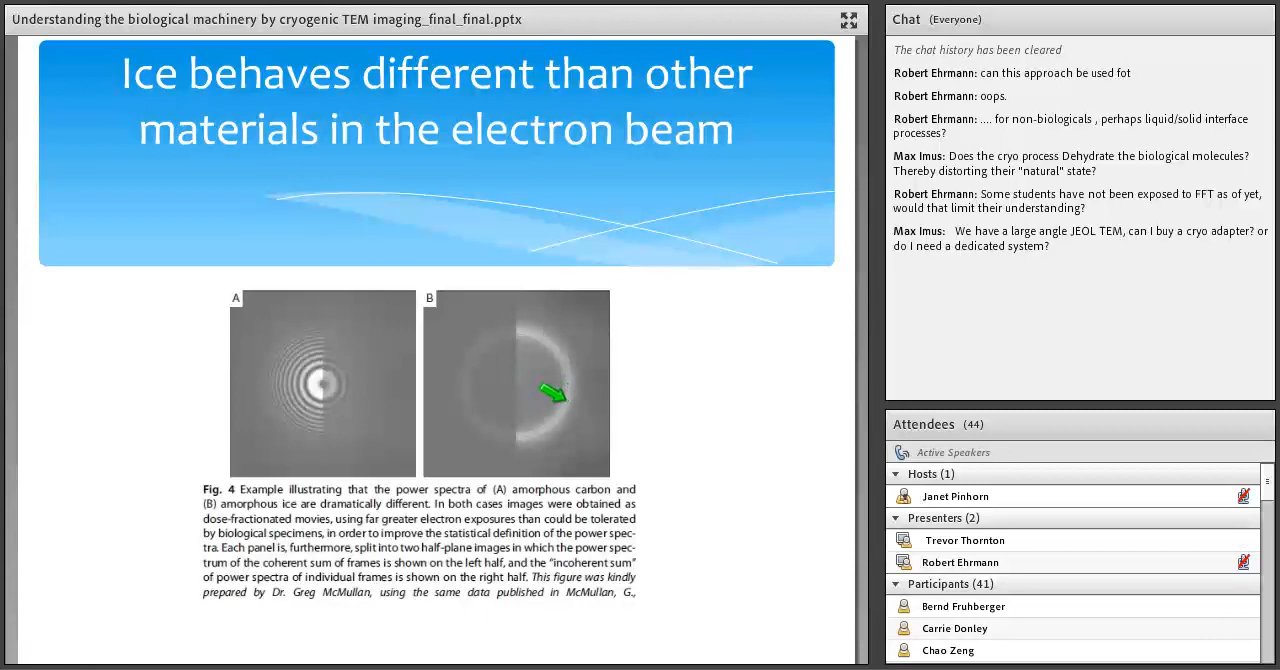 Understanding the biological machinery by cryogenic TEM imaging_final_final.pptx
Ice behaves different than other
materials in the electron beam
A
B
Fig. 4 Example illustrating that the power spectra of (A) amorphous carbon and
(B) amorphous ice are dramatically different. In both cases images were obtained as
dose-fractionated movies, using far greater electron exposures than could be tolerated
by biological specimens, in order to improve the statistical definition of the power spec-
tra. Each panel is, furthermore, split into two half-plane images in which the power spec-
trum of the coherent sum of frames is shown on the left half, and the "incoherent sum"
of power spectra of individual frames is shown on the right half. This figure was kindly
prepared by Dr. Greg McMullan, using the same data published in McMullan, G.,
Chat (Everyone)
The chat history has been cleared
Robert Ehrmann: can this approach be used fot
Robert Ehrmann: oops.
Robert Ehrmann: .... for non-biologicals , perhaps liquid/solid interface
processes?
Max Imus: Does the cryo process Dehydrate the biological molecules?
Thereby distorting their "natural" state?
Robert Ehrmann: Some students have not been exposed to FFT as of yet,
would that limit their understanding?
Max Imus: We have a large angle JEOL TEM, can I buy a cryo adapter? or
do I need a dedicated system?
Attendees (44)
Active Speakers
Hosts (1)
Janet Pinhorn
Presenters (2)
Trevor Thornton
Robert Ehrmann
Participants (41)
Bernd Fruhberger
Carrie Donley
Chao Zeng